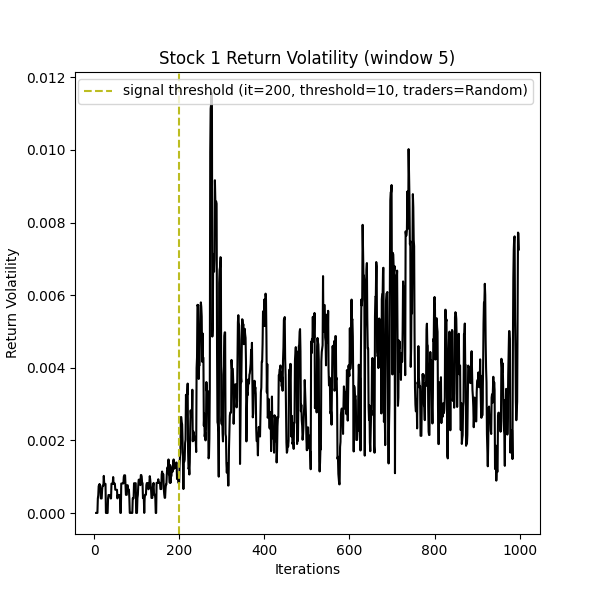 Stock 1 Return Volatility (window 5)
signal threshold (it=200, threshold=10, traders=Random)
0.012
0.010
0.008
0.006
0.004
0.002
0.000
Return Volatility
0 200 400 600 800 1000
Iterations